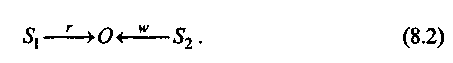 S₁ —r→ O ←w— S₂. (8.2)